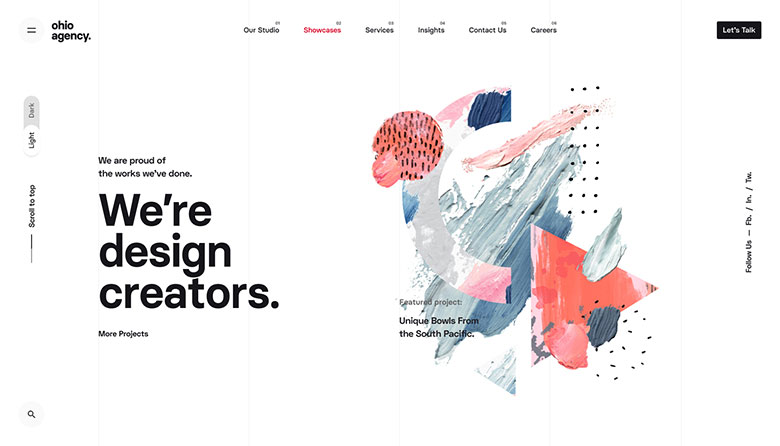 ohio
agency.
Our Studio 01
Showcases 02
Services 03
Insights 04
Contact Us 05
Careers 06
Let's Talk
Light Dark
Scroll to top
We are proud of
the works we've done.
We're
design
creators.
More Projects
Featured project:
Unique Bowls From
the South Pacific.
Follow Us — Fb. / In. / Tw.